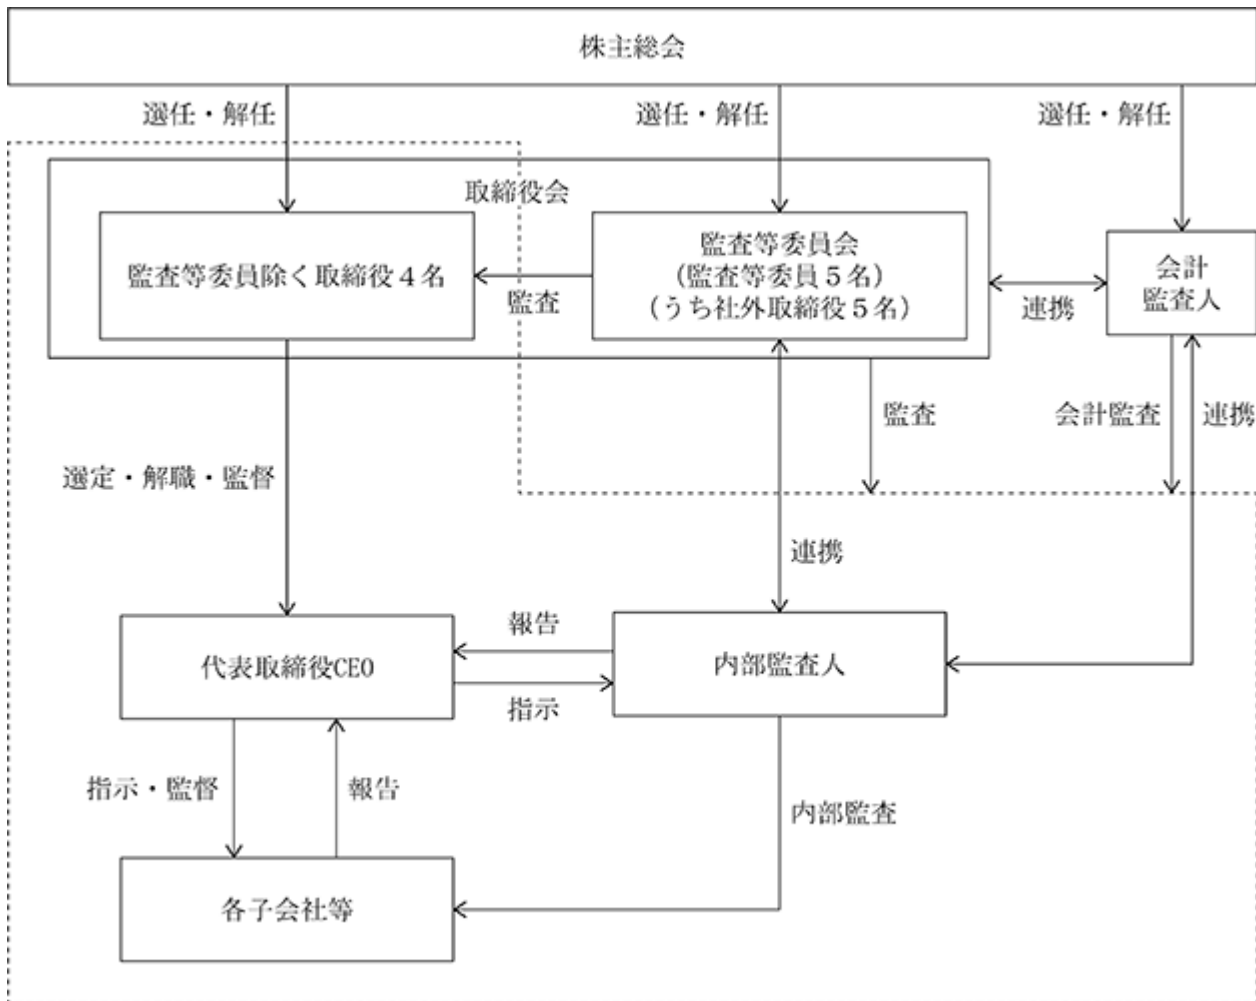 株主総会
選任・解任
選任・解任
選任・解任
取締役会
監査等委員除く取締役４名
監査
監査等委員会
（監査等委員５名）
（うち社外取締役５名）
連携
会計
監査人
監査
会計監査
連携
選定・解職・監督
連携
代表取締役CEO
報告
指示
内部監査人
指示・監督
報告
内部監査
各子会社等